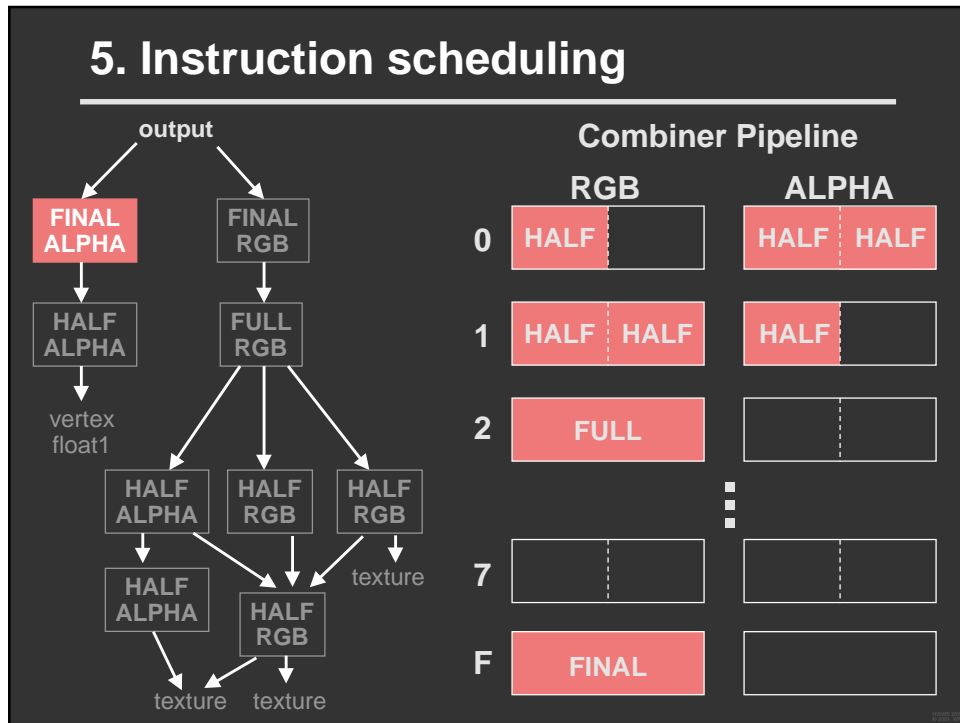 5. Instruction scheduling
output
FINAL
ALPHA
FINAL
RGB
HALF
ALPHA
FULL
RGB
vertex
float1
HALF
ALPHA
HALF
RGB
HALF
RGB
HALF
ALPHA
HALF
RGB
texture
texture
texture
Combiner Pipeline
RGB
ALPHA
0
HALF
HALF
HALF
1
HALF
HALF
HALF
2
FULL
7
F
FINAL